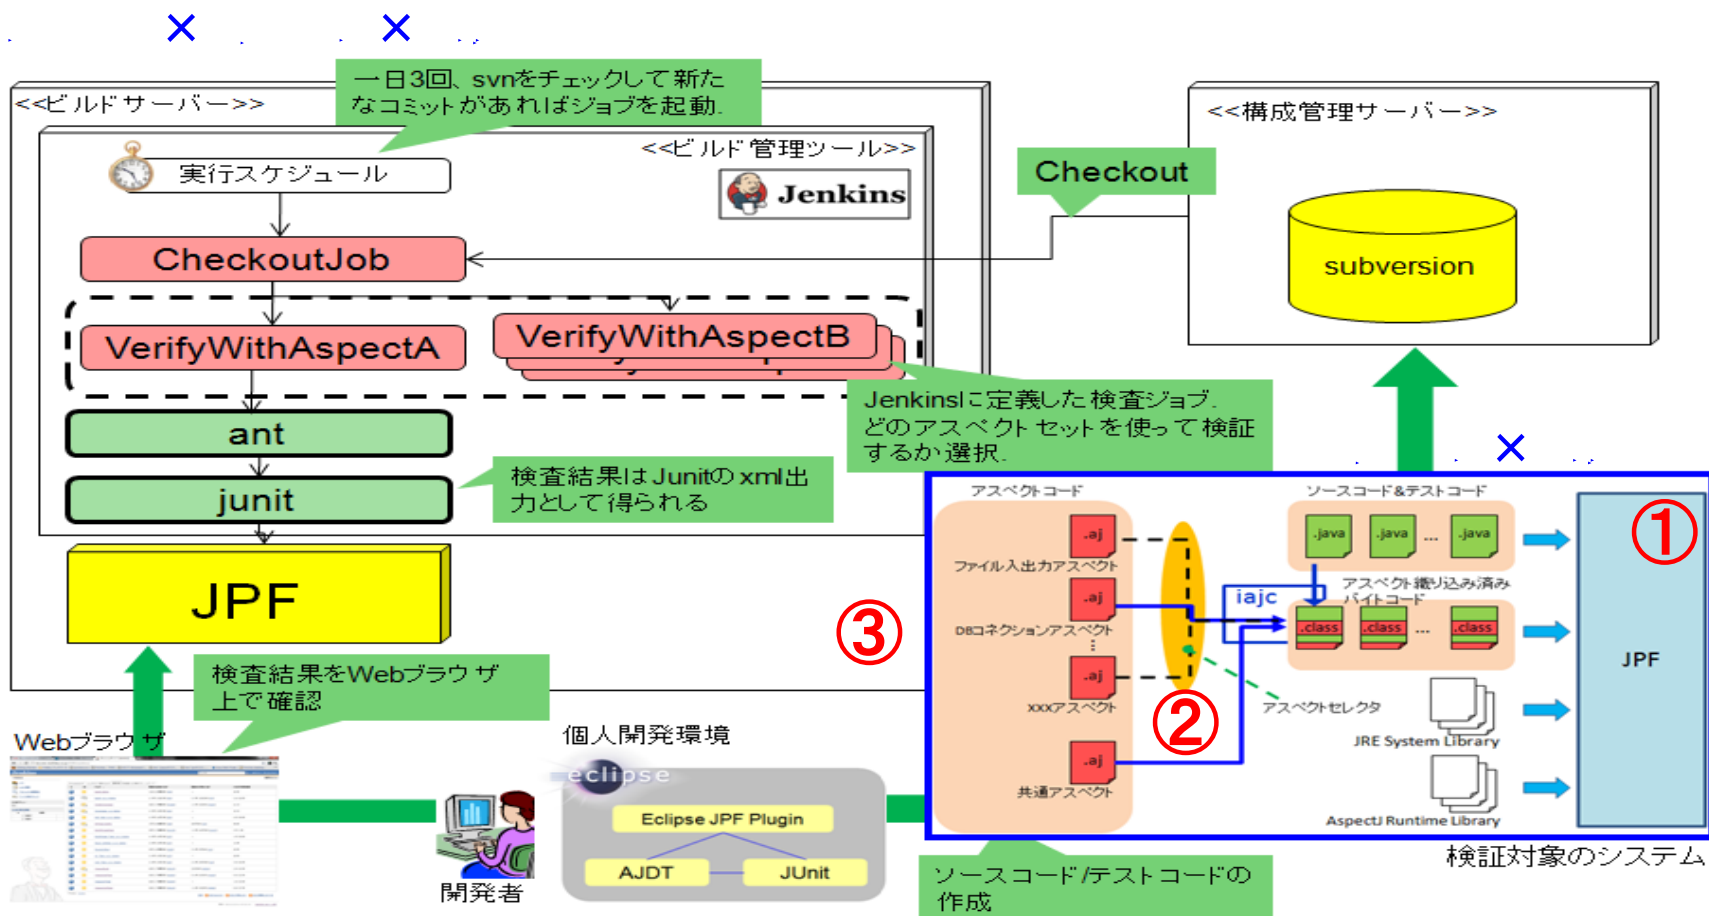 × ×
一日3回、svnをチェックして新た
なコミットがあればジョブを起動.
<<ビルドサーバー>>
<<ビルド管理ツール>>
実行スケジュール
Jenkins
CheckoutJob
VerifyWithAspectA
VerifyWithAspectB
ant
junit
JPF
Checkout
<<構成管理サーバー>>
subversion
Jenkinsに定義した検査ジョブ.
どのアスペクトセットを使って検証
するか選択.
検査結果はJunitのxml出
力として得られる
検査結果をWebブラウザ
上で確認
Webブラウザ
開発者
個人開発環境
eclipse
Eclipse JPF Plugin
AJDT
JUnit
×
③
アスペクトコード
.aj
ファイル入出力アスペクト
.aj
DBコネクションアスペクト
⋮
.aj
xxxアスペクト
.aj
共通アスペクト
②
アスペクトセレクタ
ソースコード&テストコード
.java .java ... .java
アスペクト織り込み済み
バイトコード
iajc
.class .class ... .class
JRE System Library
AspectJ Runtime Library
①
JPF
検証対象のシステム
ソースコード/テストコードの
作成